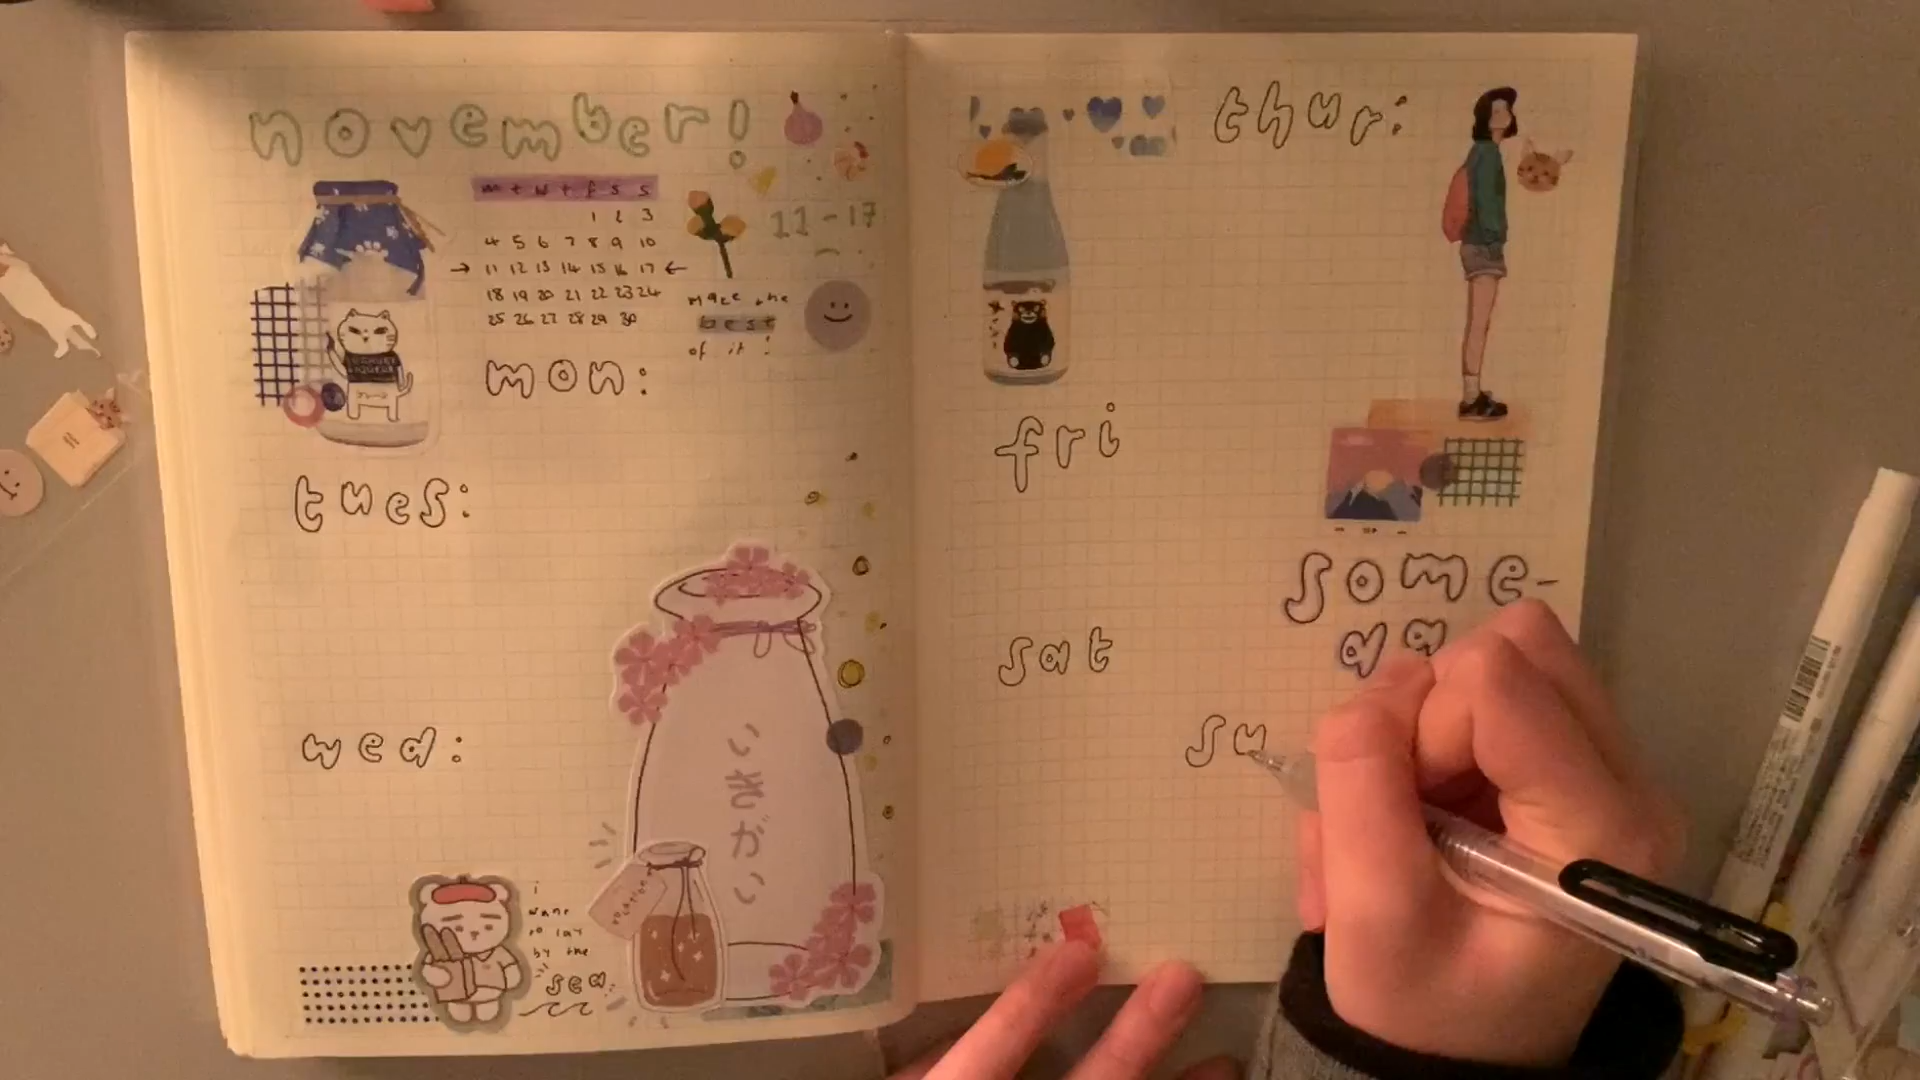 november!
m t w t f s s
1 2 3
4 5 6 7 8 9 10
→ 11 12 13 14 15 16 17 ←
18 19 20 21 22 23 24
25 26 27 28 29 30
11-17
make the
best
of it!
mon:
tues:
wed:
いきがい
i
want
to lay
by the
sea
thur:
fri
sat
some-
da
su